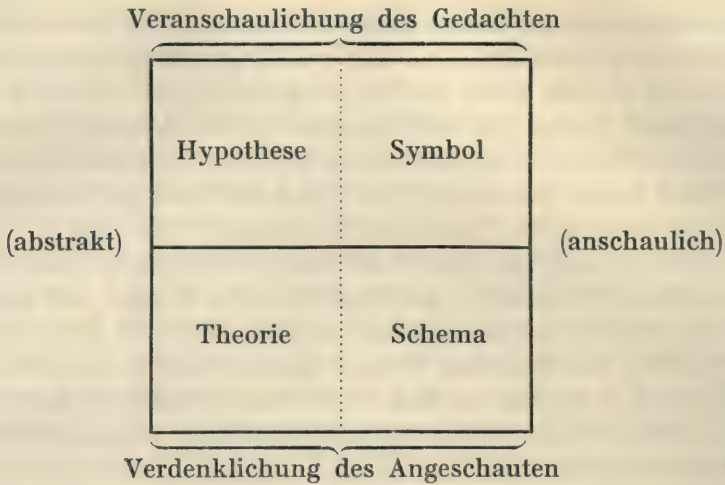 Veranschaulichung des Gedachten
Hypothese Symbol
(abstrakt) (anschaulich)
Theorie Schema
Verdenklichung des Angeschauten